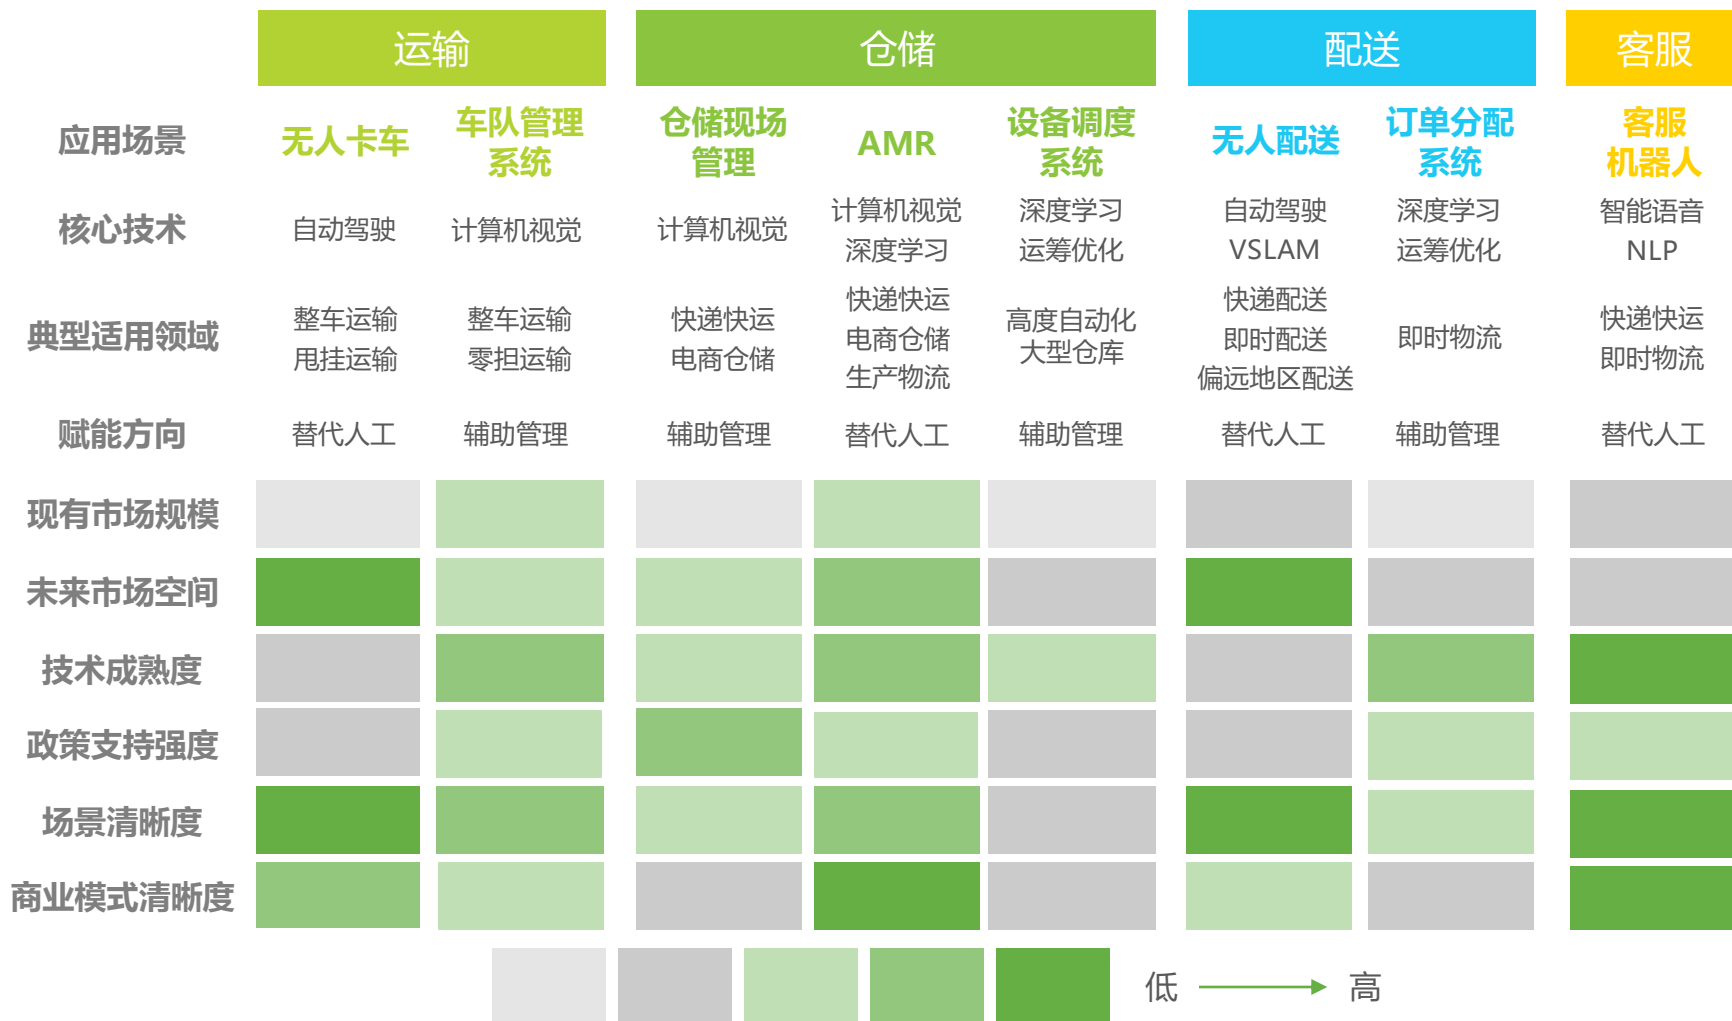 运输 仓储 配送 客服
应用场景 无人卡车 车队管理系统 仓储现场管理 AMR 设备调度系统 无人配送 订单分配系统 客服机器人
核心技术 自动驾驶 计算机视觉 计算机视觉 计算机视觉 深度学习 深度学习 运筹优化 自动驾驶 VSLAM 深度学习 运筹优化 智能语音 NLP
典型适用领域 整车运输 甩挂运输 整车运输 零担运输 快递快运 电商仓储 快递快运 电商仓储 生产物流 高度自动化大型仓库 快递配送 即时配送 偏远地区配送 即时物流 快递快运 即时物流
赋能方向 替代人工 辅助管理 辅助管理 替代人工 辅助管理 替代人工 辅助管理 替代人工
现有市场规模
未来市场空间
技术成熟度
政策支持强度
场景清晰度
商业模式清晰度
低 高